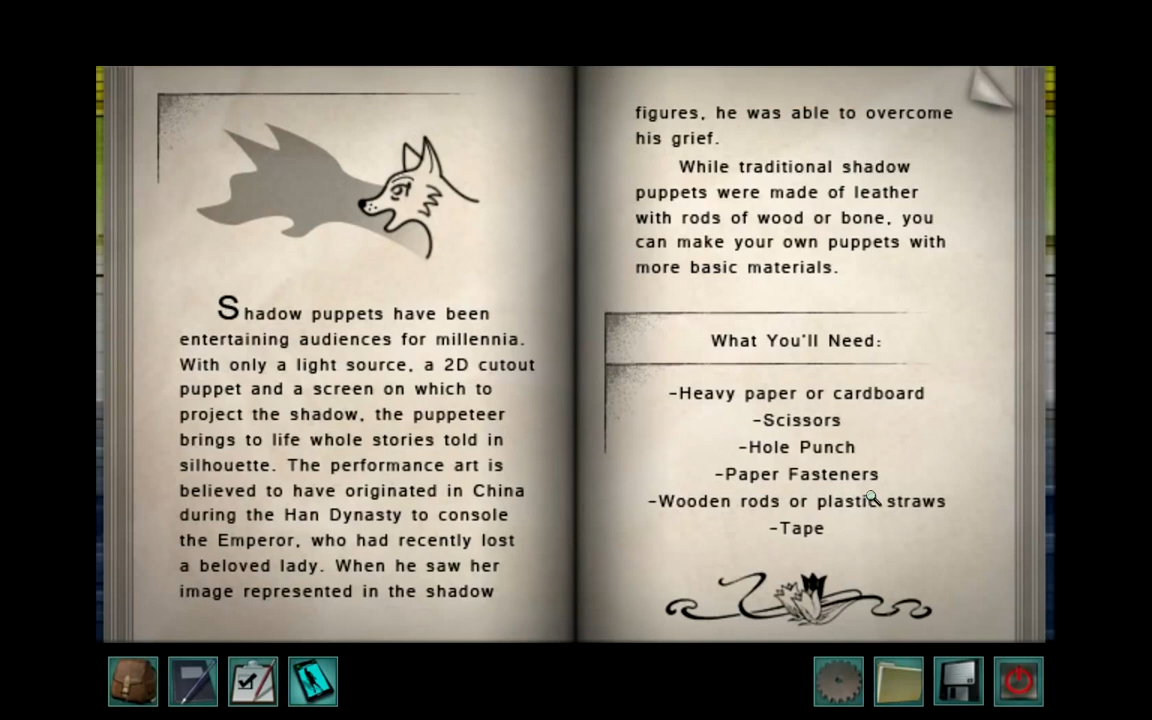 Shadow puppets have been
entertaining audiences for millennia.
With only a light source, a 2D cutout
puppet and a screen on which to
project the shadow, the puppeteer
brings to life whole stories told in
silhouette. The performance art is
believed to have originated in China
during the Han Dynasty to console
the Emperor, who had recently lost
a beloved lady. When he saw her
image represented in the shadow
figures, he was able to overcome
his grief.
While traditional shadow
puppets were made of leather
with rods of wood or bone, you
can make your own puppets with
more basic materials.
What You'll Need:
-Heavy paper or cardboard
-Scissors
-Hole Punch
-Paper Fasteners
-Wooden rods or plastic straws
-Tape